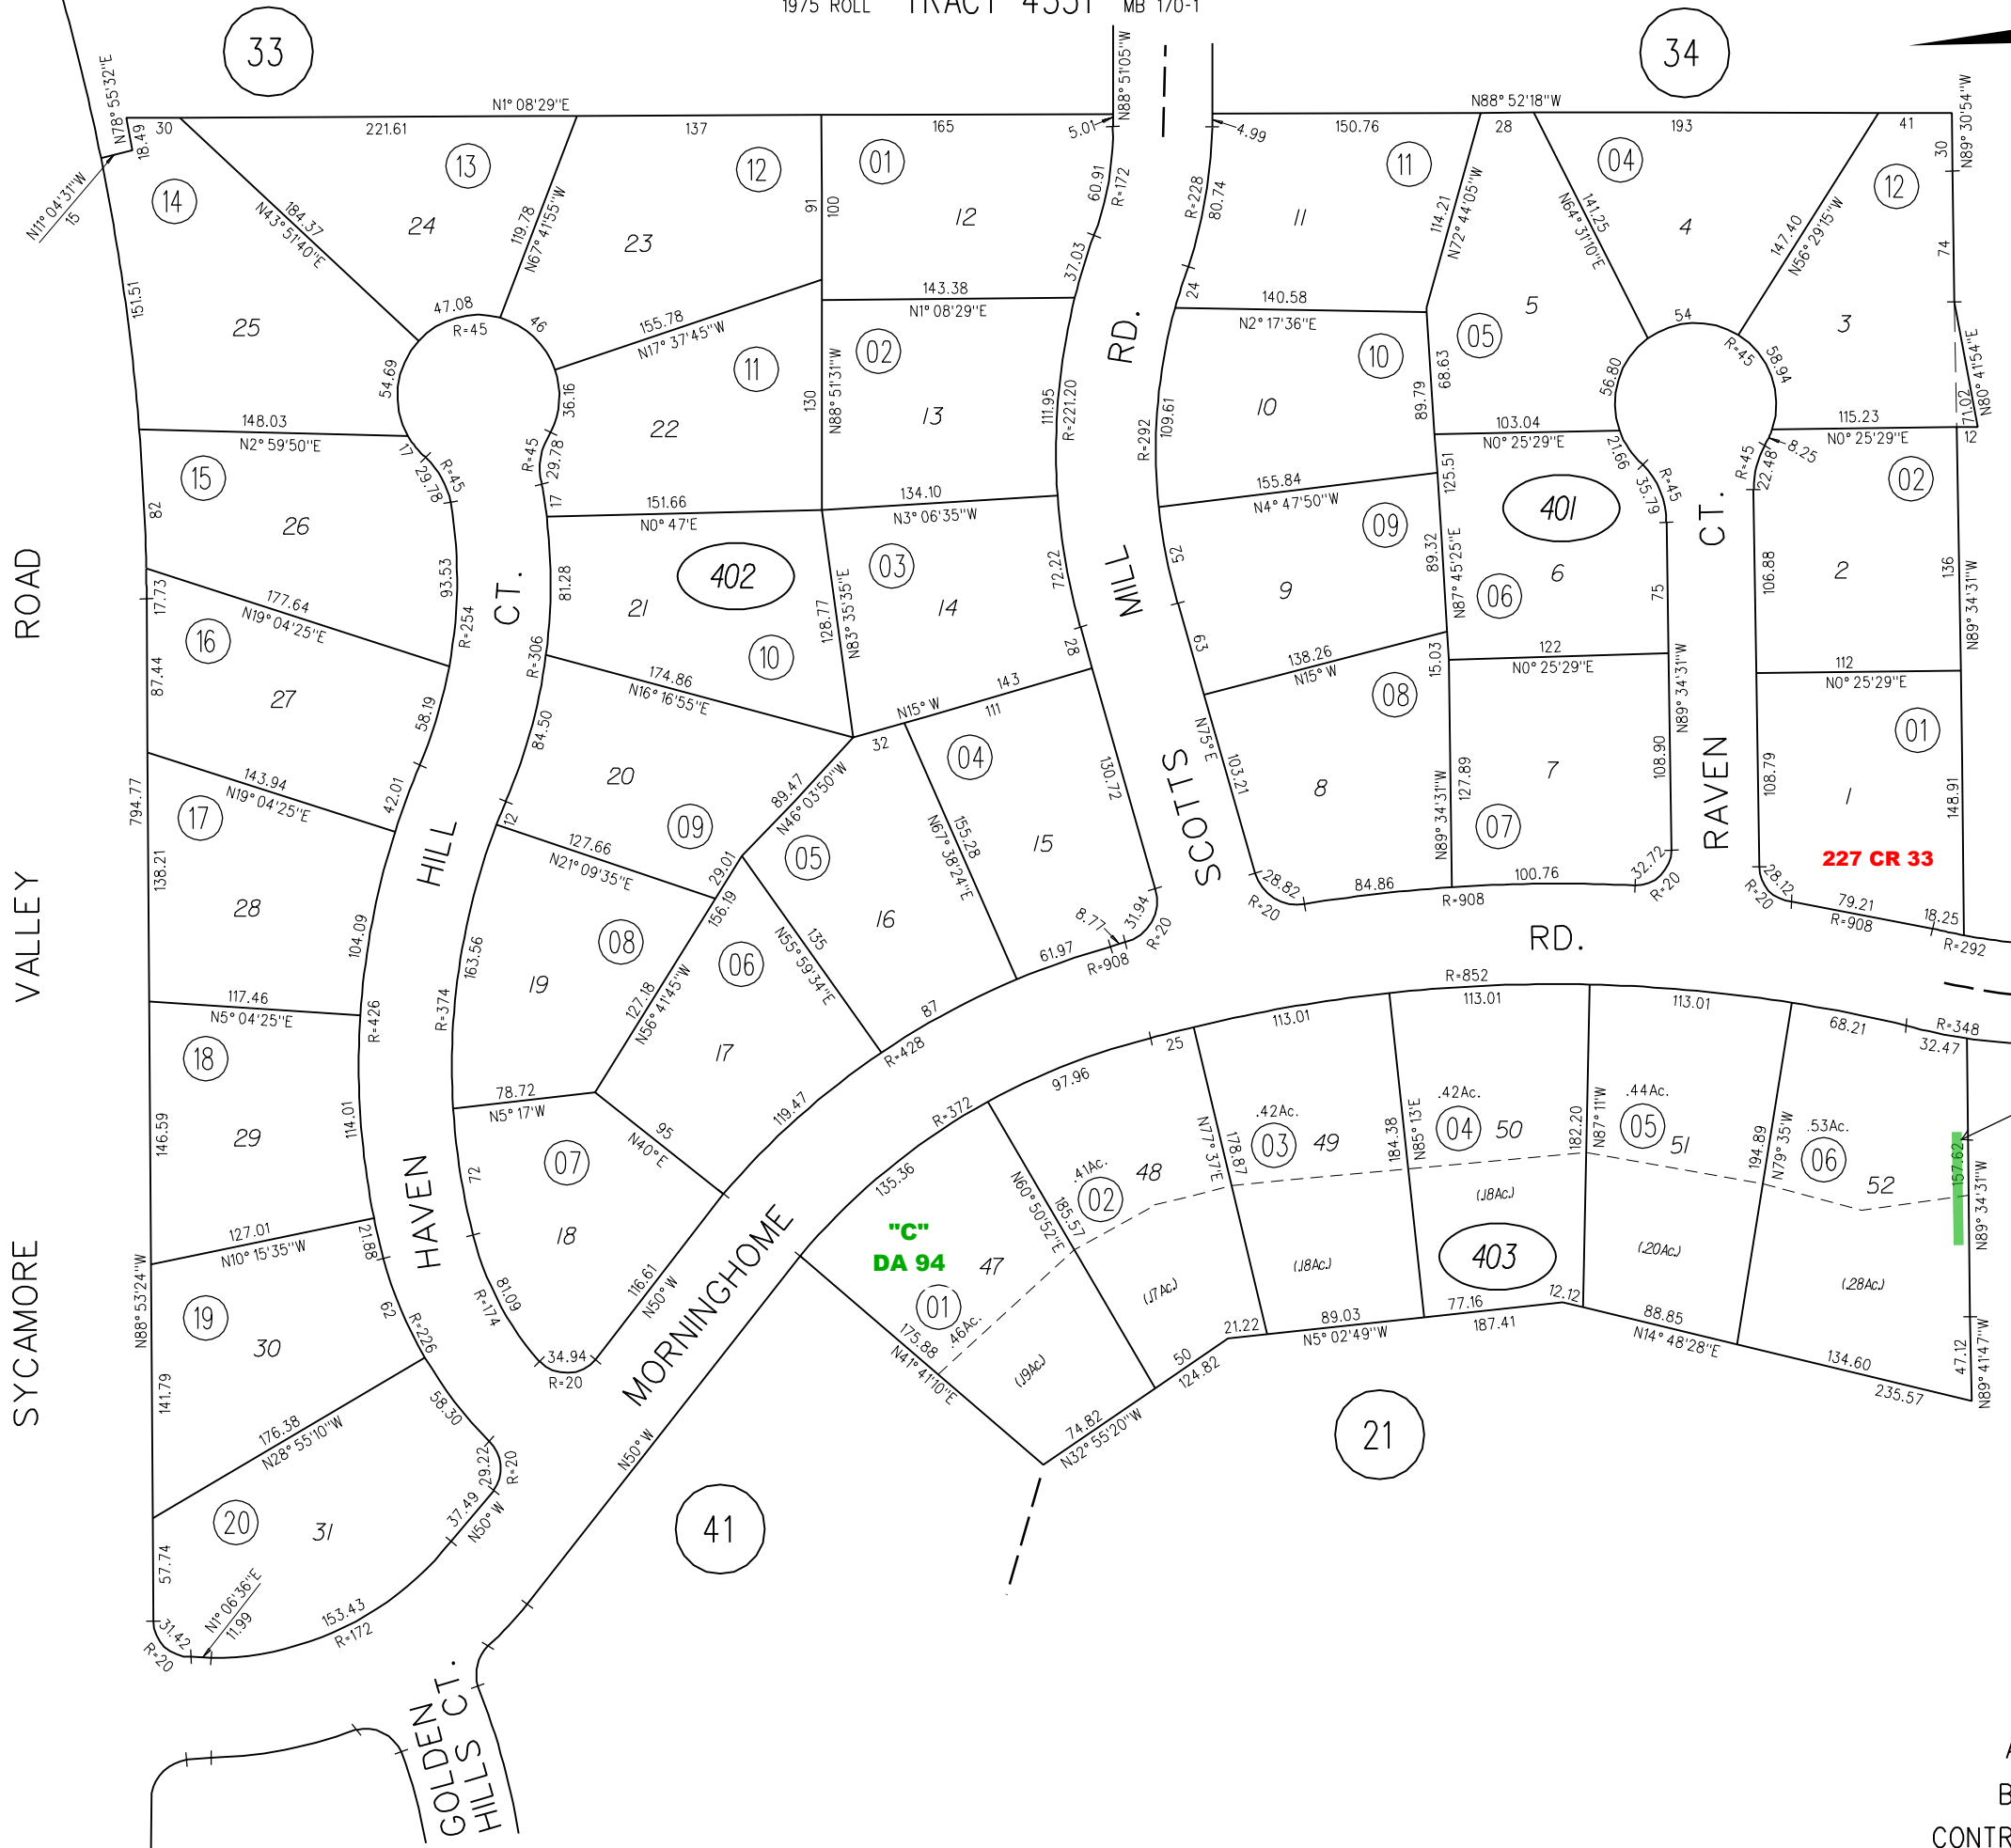 1975 ROLL TRACT 4551 MB 170-1
33
34
N78°55'32"E
18.49
N11°04'31"W
15
30
N1°08'29"E
221.61
137
165
5.01
N88°51'05"W
4.99
N88°52'18"W
150.76
28
193
41
30
N89°30'54"W
14
13
12
01
11
04
12
N43°51'40"E
184.37
24
119.78
N67°41'55"W
23
91
100
12
60.91
R=172
R=228
80.74
11
114.21
N72°44'05"W
141.25
N64°31'10"E
4
147.40
N56°29'15"W
74
151.51
25
47.08
R=45
46
155.78
N17°37'45"W
143.38
N1°08'29"E
37.03
24
140.58
N2°17'36"E
5
54
R=45
58.94
3
N80°41'54"E
71.02
54.69
36.16
11
02
10
05
130
N88°51'31"W
111.95
R=221.20
MILL RD.
R=292
109.61
89.79
68.63
56.80
148.03
N2°59'50"E
17
29.78
R=45
R=45
29.78
17
22
13
10
103.04
N0°25'29"E
21.66
R=45
35.79
R=45
22.48
8.25
115.23
N0°25'29"E
12
15
82
26
151.66
N0°47'E
134.10
N3°06'35"W
155.84
N4°47'50"W
125.51
401
02
402
03
09
17.73
177.64
N19°04'25"E
93.53
R=254
HAVEN HILL CT.
81.28
R=306
21
10
128.77
N83°35'35"E
14
72.22
28
52
9
89.32
N87°45'25"E
06
6
75
RAVEN CT.
106.88
2
136
N89°34'31"W
16
87.44
27
58.19
84.50
174.86
N16°16'55"E
N15°W
143
111
32
63
138.26
N15°W
15.03
122
N0°25'29"E
N89°34'31"W
112
N0°25'29"E
143.94
N19°04'25"E
42.01
12
20
09
89.47
N46°03'50"W
04
130.72
SCOTTS
N75°E
103.21
08
8
N89°34'31"W
127.89
7
07
108.90
108.79
01
1
148.91
227 CR 33
794.77
17
138.21
28
104.09
127.66
N21°09'35"E
29.01
156.19
05
155.28
N67°38'24"E
15
16
8.77
31.94
R=20
28.82
R=20
84.86
R=908
100.76
32.72
R=20
28.12
R=20
79.21
R=908
18.25
R=292
SYCAMORE VALLEY ROAD
117.46
N5°04'25"E
R=426
163.56
R=374
08
19
127.18
N56°41'45"W
06
135
N55°59'34"E
17
61.97
R=908
87
R=428
MORNINGHOME RD.
R=852
113.01
113.01
113.01
68.21
R=348
32.47
18
146.59
29
114.01
78.72
N5°17'W
95
N40°E
119.47
97.96
R=372
25
135.36
72
07
18
127.01
N10°15'35"W
21.88
.41Ac.
02
48
N60°50'52"E
185.57
N77°37'E
178.87
.42Ac.
03
49
184.38
N85°13'E
.42Ac.
04
50
182.20
N87°11'W
.44Ac.
05
51
194.89
N79°35'W
.53Ac.
06
52
157.62
N89°34'31"W
"C"
DA 94
47
01
.46Ac.
(.17Ac.)
(.18Ac.)
(.18Ac.)
403
(.20Ac.)
(.28Ac.)
N88°53'24"W
19
30
62
R=226
81.09
R=174
34.94
R=20
116.61
N50°W
175.88
N41°41'10"E
(.19Ac.)
50
124.82
21.22
89.03
N5°02'49"W
77.16
187.41
12.12
88.85
N14°48'28"E
134.60
235.57
47.12
N89°41'47"W
141.79
176.38
N28°55'10"W
58.30
29.22
R=20
37.49
N50°W
N50°W
74.82
N32°55'20"W
21
41
20
31
57.74
31.42
R=20
N1°06'36"E
11.99
153.43
R=172
GOLDEN
HILLS CT.
B
CONTR